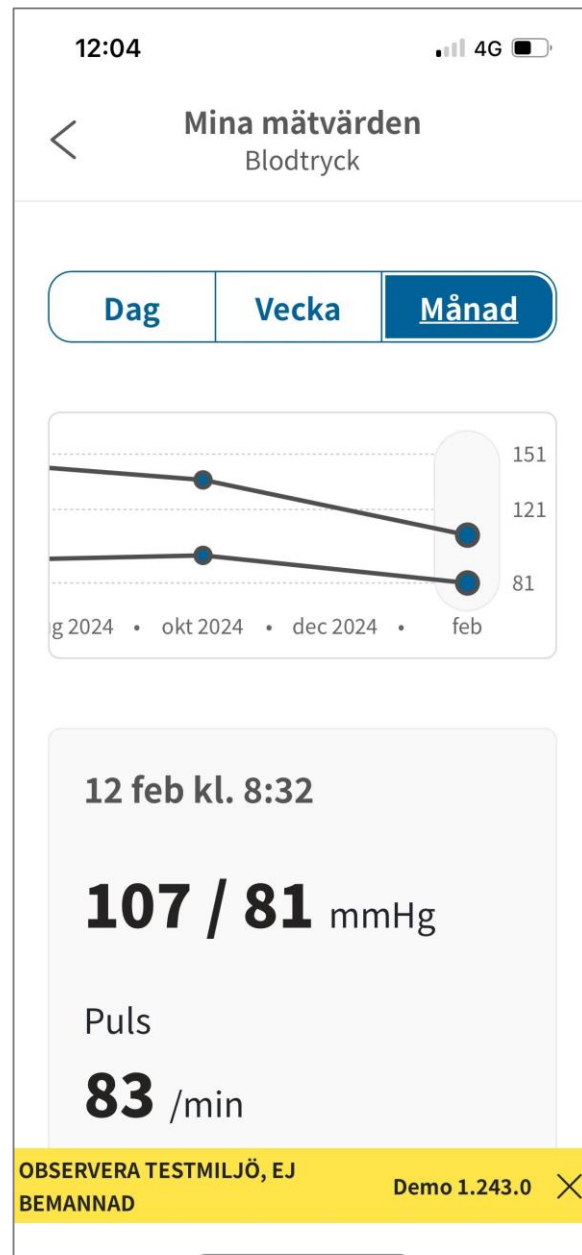 12:04 4G
Mina mätvärden
Blodtryck
Dag Vecka Månad
151
121
81
g 2024 • okt 2024 • dec 2024 • feb
12 feb kl. 8:32
107 / 81 mmHg
Puls
83 /min
OBSERVERA TESTMILJÖ, EJ
BEMANNAD
Demo 1.243.0